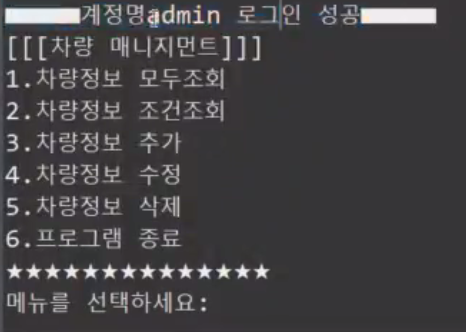 계정명admin 로그인 성공
[[[차량 매니지먼트]]]
1.차량정보 모두조회
2.차량정보 조건조회
3.차량정보 추가
4.차량정보 수정
5.차량정보 삭제
6.프로그램 종료
★★★★★★★★★★★★★★
메뉴를 선택하세요: